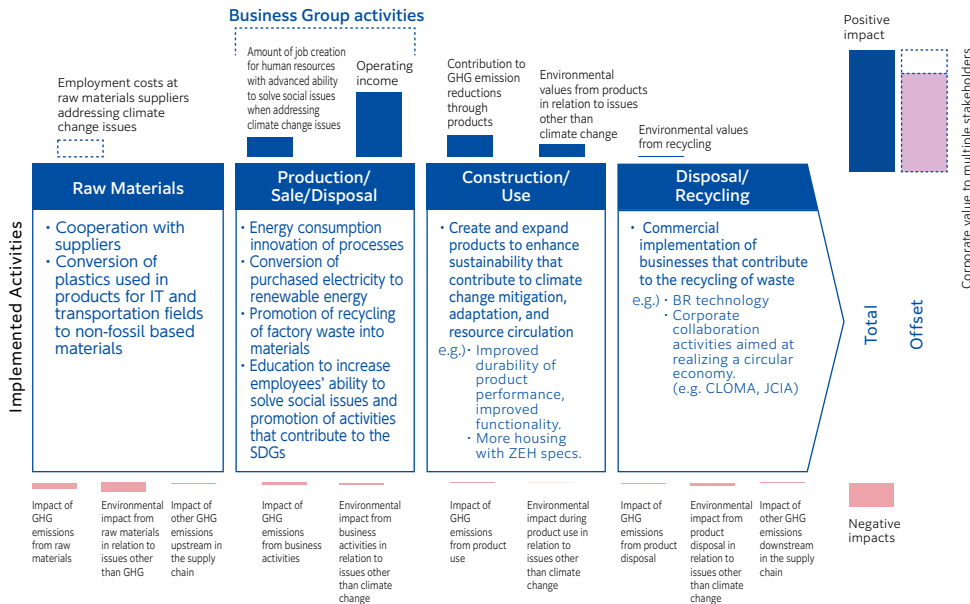 Business Group activities
Employment costs at
raw materials suppliers
addressing climate
change issues
Amount of job creation
for human resources
with advanced ability
to solve social issues
when addressing
climate change issues
Operating
income
Contribution to
GHG emission
reductions
through
products
Environmental
values from products
in relation to issues
other than
climate change
Environmental values
from recycling
Positive
impact
Corporate value to multiple stakeholders
Implemented Activities
Raw Materials
・Cooperation with
suppliers
・Conversion of
plastics used in
products for IT and
transportation fields
to non-fossil based
materials
Production/
Sale/Disposal
・Energy consumption
innovation of processes
・Conversion of
purchased electricity to
renewable energy
・Promotion of recycling
of factory waste into
materials
・Education to increase
employees' ability to
solve social issues and
promotion of activities
that contribute to the
SDGs
Construction/
Use
・Create and expand
products to enhance
sustainability that
contribute to climate
change mitigation,
adaptation, and
resource circulation
e.g.)・Improved
durability of
product
performance,
improved
functionality.
・More housing
with ZEH specs.
Disposal/
Recycling
・Commercial
implementation of
businesses that contribute
to the recycling of waste
e.g.)・BR technology
・Corporate
collaboration
activities aimed at
realizing a circular
economy.
(e.g. CLOMA, JCIA)
Total
Offset
Impact of
GHG
emissions
from raw
materials
Environmental
impact from
raw materials
in relation to
issues other
than GHG
Impact of
other GHG
emissions
upstream in
the supply
chain
Impact of
GHG
emissions
from business
activities
Environmental
impact from
business
activities in
relation to
issues other
than climate
change
Impact of
GHG
emissions
from product
use
Environmental
impact during
product use in
relation to
issues other
than climate
change
Impact of
GHG
emissions
from product
disposal
Environmental
impact from
product
disposal in
relation to
issues other
than climate
change
Impact of
other GHG
emissions
downstream
in the supply
chain
Negative
impacts